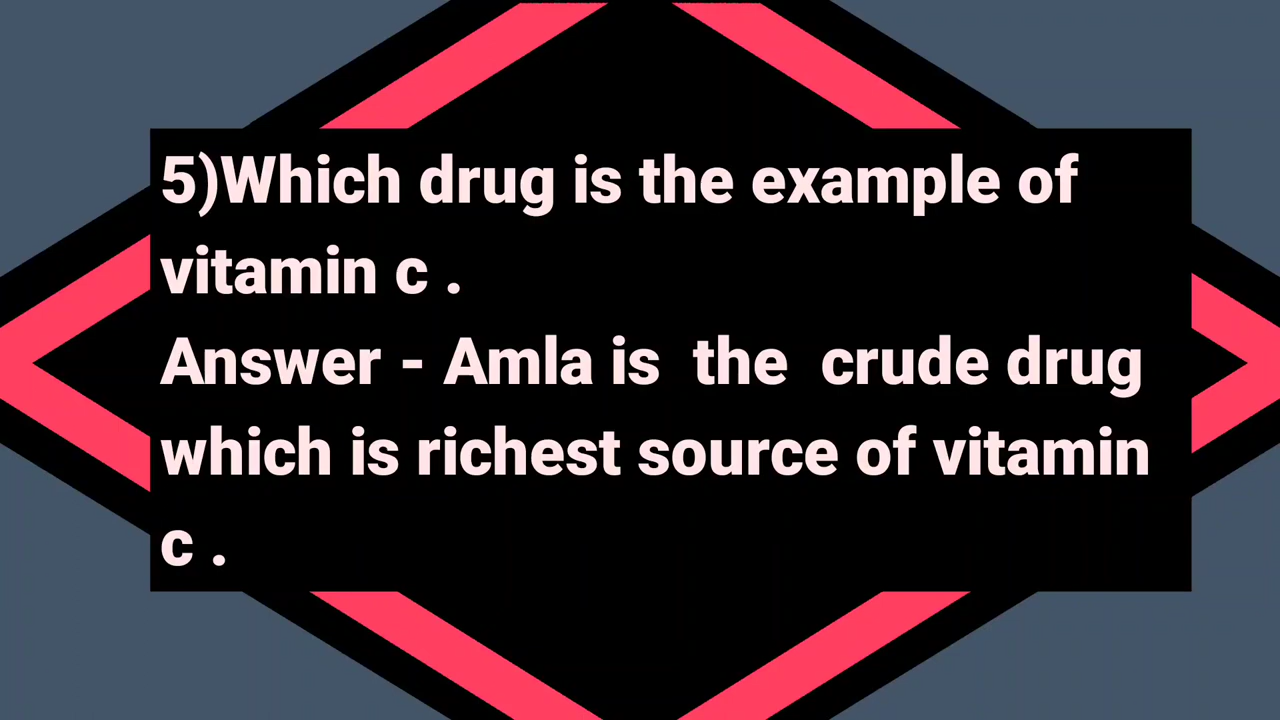 5)Which drug is the example of
vitamin c .
Answer - Amla is  the  crude drug
which is richest source of vitamin
c .